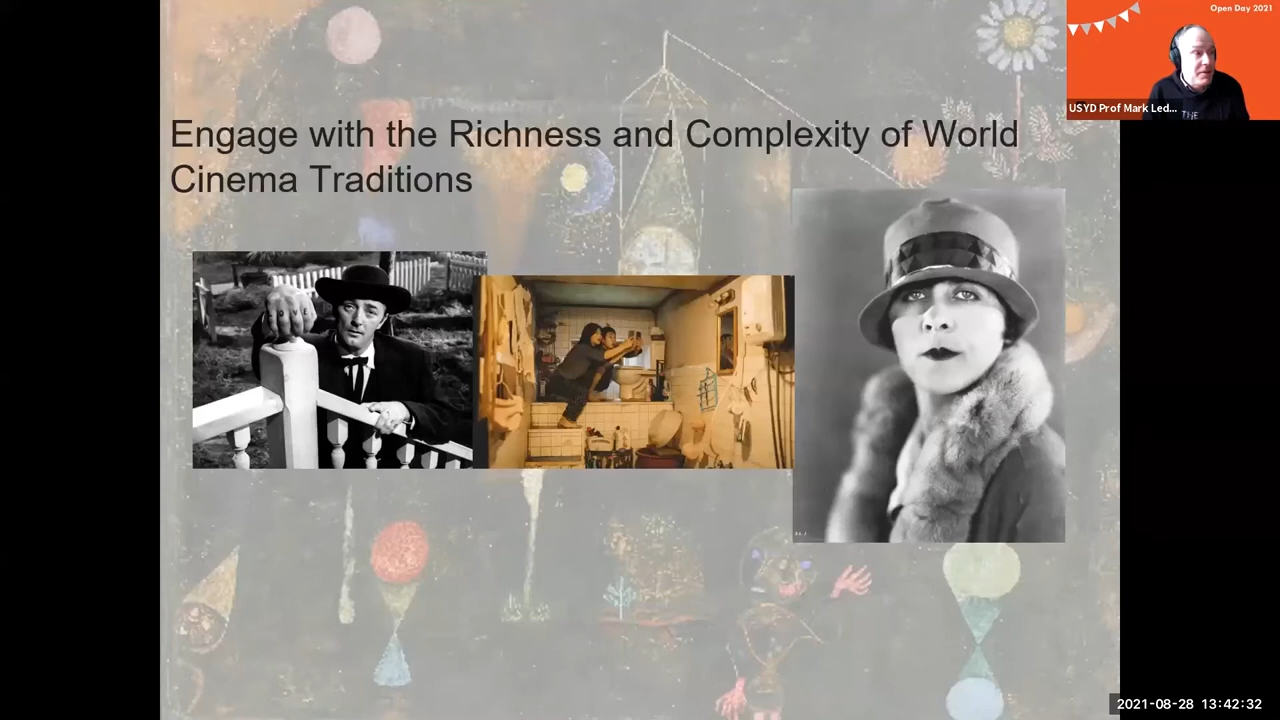 Open Day 2021
USYD Prof Mark Led...
THE
Engage with the Richness and Complexity of World
Cinema Traditions
2021-08-28 13:42:32